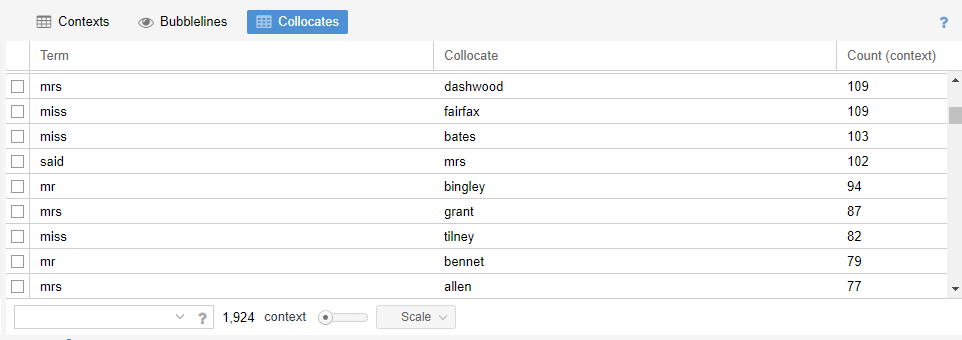 Contexts Bubblelines Collocates ?
Term Collocate Count (context)
mrs dashwood 109
miss fairfax 109
miss bates 103
said mrs 102
mr bingley 94
mrs grant 87
miss tilney 82
mr bennet 79
mrs allen 77
? 1,924 context Scale